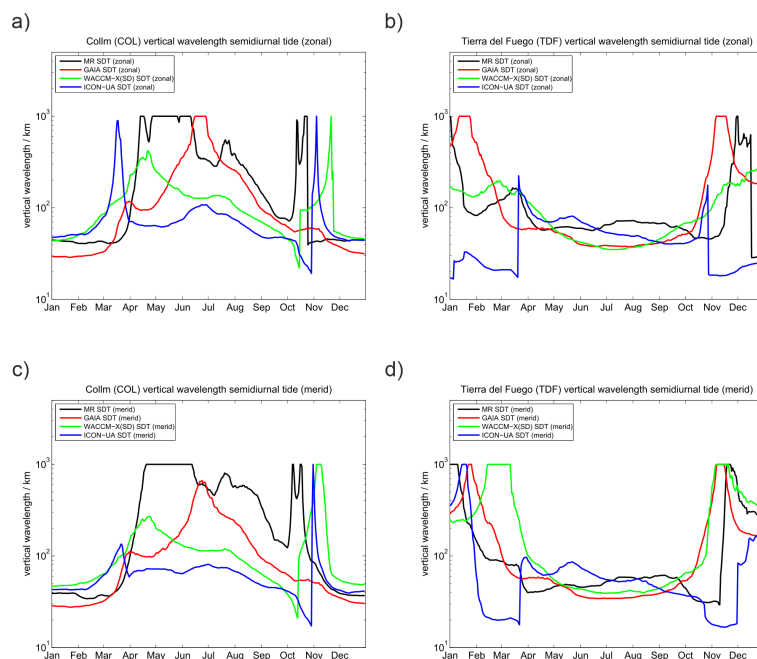 a)
Collm (COL) vertical wavelength semidiurnal tide (zonal)
MR SDT (zonal)
GAIA SDT (zonal)
WACCM−X(SD) SDT (zonal)
ICON−UA SDT (zonal)
vertical wavelength / km
10^3
10^2
10^1
Jan Feb Mar Apr May Jun Jul Aug Sep Oct Nov Dec
b)
Tierra del Fuego (TDF) vertical wavelength semidiurnal tide (zonal)
MR SDT (zonal)
GAIA SDT (zonal)
WACCM−X(SD) SDT (zonal)
ICON−UA SDT (zonal)
vertical wavelength / km
10^3
10^2
10^1
Jan Feb Mar Apr May Jun Jul Aug Sep Oct Nov Dec
c)
Collm (COL) vertical wavelength semidiurnal tide (merid)
MR SDT (merid)
GAIA SDT (merid)
WACCM−X(SD) SDT (merid)
ICON−UA SDT (merid)
vertical wavelength / km
10^3
10^2
10^1
Jan Feb Mar Apr May Jun Jul Aug Sep Oct Nov Dec
d)
Tierra del Fuego (TDF) vertical wavelength semidiurnal tide (merid)
MR SDT (merid)
GAIA SDT (merid)
WACCM−X(SD) SDT (merid)
ICON−UA SDT (merid)
vertical wavelength / km
10^3
10^2
10^1
Jan Feb Mar Apr May Jun Jul Aug Sep Oct Nov Dec